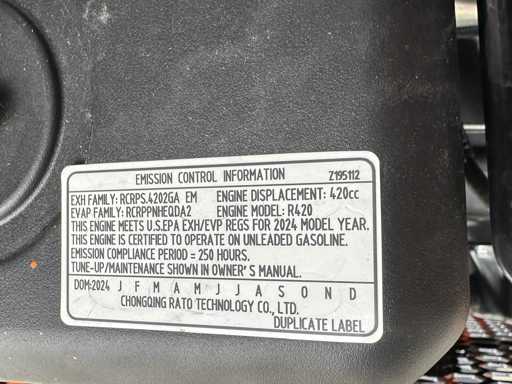 EMISSION CONTROL INFORMATION Z195112
EXH FAMILY: RCRPS.4202GA EM ENGINE DISPLACEMENT: 420cc
EVAP FAMILY: RCRPPNHEQDA2 ENGINE MODEL: R420
THIS ENGINE MEETS U.S.EPA EXH/EVP REGS FOR 2024 MODEL YEAR.
THIS ENGINE IS CERTIFIED TO OPERATE ON UNLEADED GASOLINE.
EMISSION COMPLIANCE PERIOD = 250 HOURS.
TUNE-UP/MAINTENANCE SHOWN IN OWNER'S MANUAL.
DOM:2024 J F M A M J J A S O N D
CHONGQING RATO TECHNOLOGY CO., LTD.
DUPLICATE LABEL